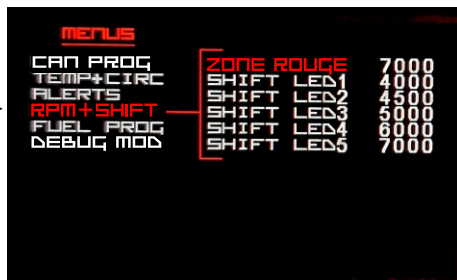 MENUS
CAN PROG
TEMP+CIRC
ALERTS
RPM+SHIFT
FUEL PROG
DEBUG MOD
ZONE ROUGE 7000
SHIFT LED1 4000
SHIFT LED2 4500
SHIFT LED3 5000
SHIFT LED4 6000
SHIFT LED5 7000